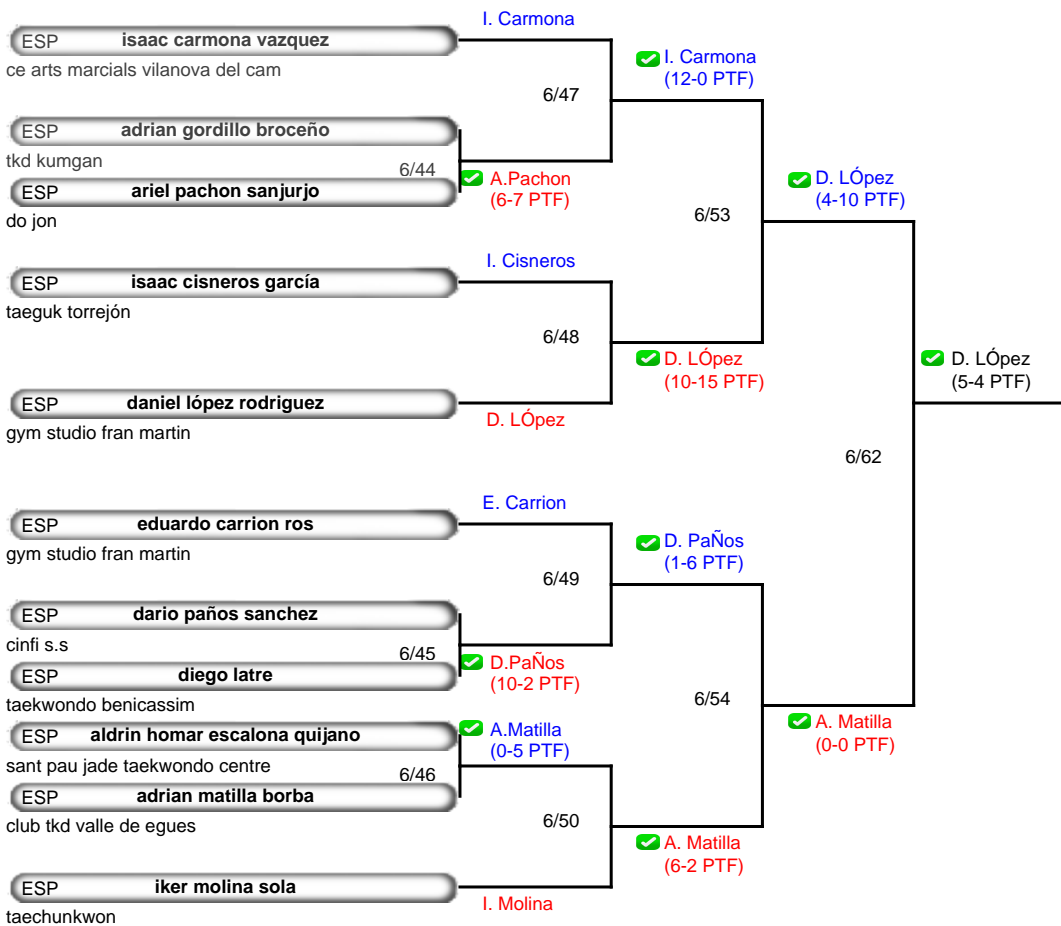 I. Carmona
ESP isaac carmona vazquez
ce arts marcials vilanova del cam
I. Carmona
(12-0 PTF)
6/47
ESP adrian gordillo broceño
tkd kumgan
6/44
A.Pachon
(6-7 PTF)
ESP ariel pachon sanjurjo
do jon
D. LÓpez
(4-10 PTF)
6/53
I. Cisneros
ESP isaac cisneros garcía
taeguk torrejón
6/48
D. LÓpez
(10-15 PTF)
D. LÓpez
(5-4 PTF)
ESP daniel lópez rodriguez
gym studio fran martin
D. LÓpez
6/62
E. Carrion
ESP eduardo carrion ros
gym studio fran martin
D. PaÑos
(1-6 PTF)
6/49
ESP dario paños sanchez
cinfi s.s
6/45
D.PaÑos
(10-2 PTF)
ESP diego latre
taekwondo benicassim
6/54
A. Matilla
(0-0 PTF)
A.Matilla
(0-5 PTF)
ESP aldrin homar escalona quijano
sant pau jade taekwondo centre
6/46
ESP adrian matilla borba
club tkd valle de egues
6/50
A. Matilla
(6-2 PTF)
ESP iker molina sola
taechunkwon
I. Molina